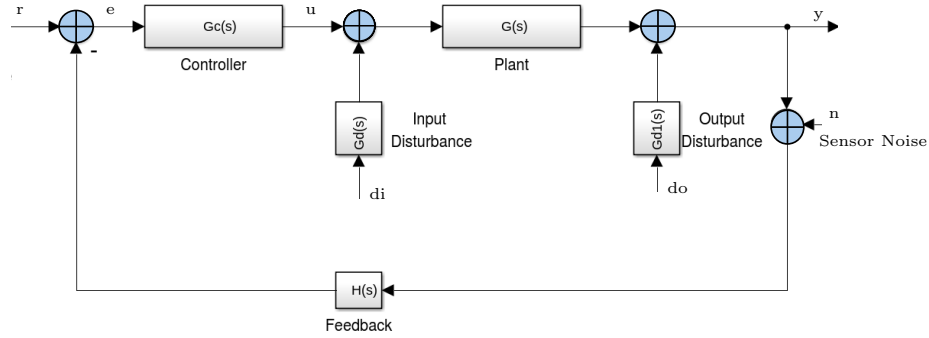 r
e
Gc(s)
u
G(s)
y
-
Controller
Plant
Gd(s)
Input
Disturbance
Gd1(s)
Output
Disturbance
n
Sensor Noise
di
do
H(s)
Feedback